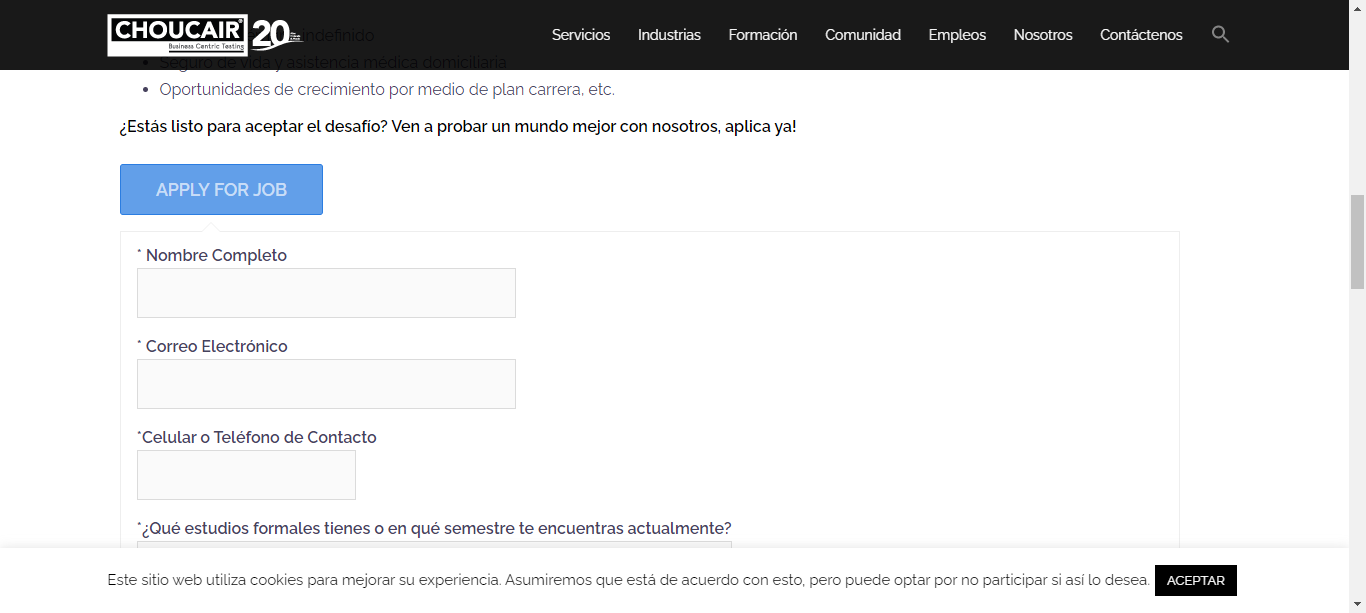 CHOUCAIR 20
Business Centric Testing
Servicios
Industrias
Formación
Comunidad
Empleos
Nosotros
Contáctenos
indefinido
Seguro de vida y asistencia médica domiciliaria
Oportunidades de crecimiento por medio de plan carrera, etc.
¿Estás listo para aceptar el desafío? Ven a probar un mundo mejor con nosotros, aplica ya!
APPLY FOR JOB
* Nombre Completo
* Correo Electrónico
*Celular o Teléfono de Contacto
*¿Qué estudios formales tienes o en qué semestre te encuentras actualmente?
Este sitio web utiliza cookies para mejorar su experiencia. Asumiremos que está de acuerdo con esto, pero puede optar por no participar si así lo desea.
ACEPTAR